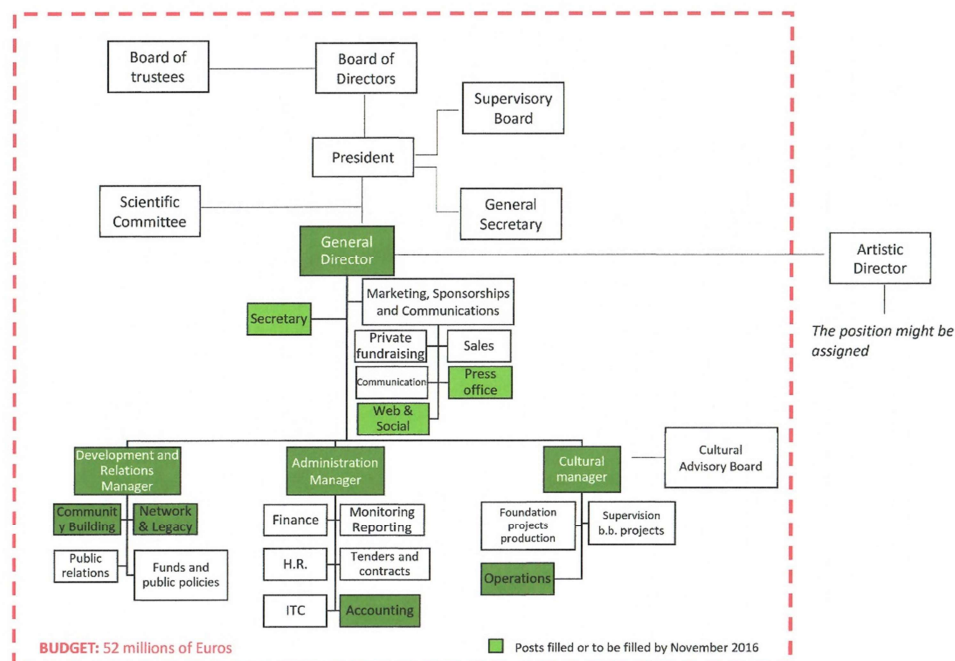 Board of
trustees
Board of
Directors
Supervisory
Board
President
Scientific
Committee
General
Secretary
General
Director
Artistic
Director
The position might be
assigned
Marketing, Sponsorships
and Communications
Secretary
Private
fundraising
Sales
Communication
Press
office
Web &
Social
Development and
Relations
Manager
Administration
Manager
Cultural
manager
Cultural
Advisory Board
Communit
y Building
Network
& Legacy
Public
relations
Funds and
public policies
Finance
Monitoring
Reporting
H.R.
Tenders and
contracts
ITC
Accounting
Foundation
projects
production
Supervision
b.b. projects
Operations
BUDGET: 52 millions of Euros
Posts filled or to be filled by November 2016